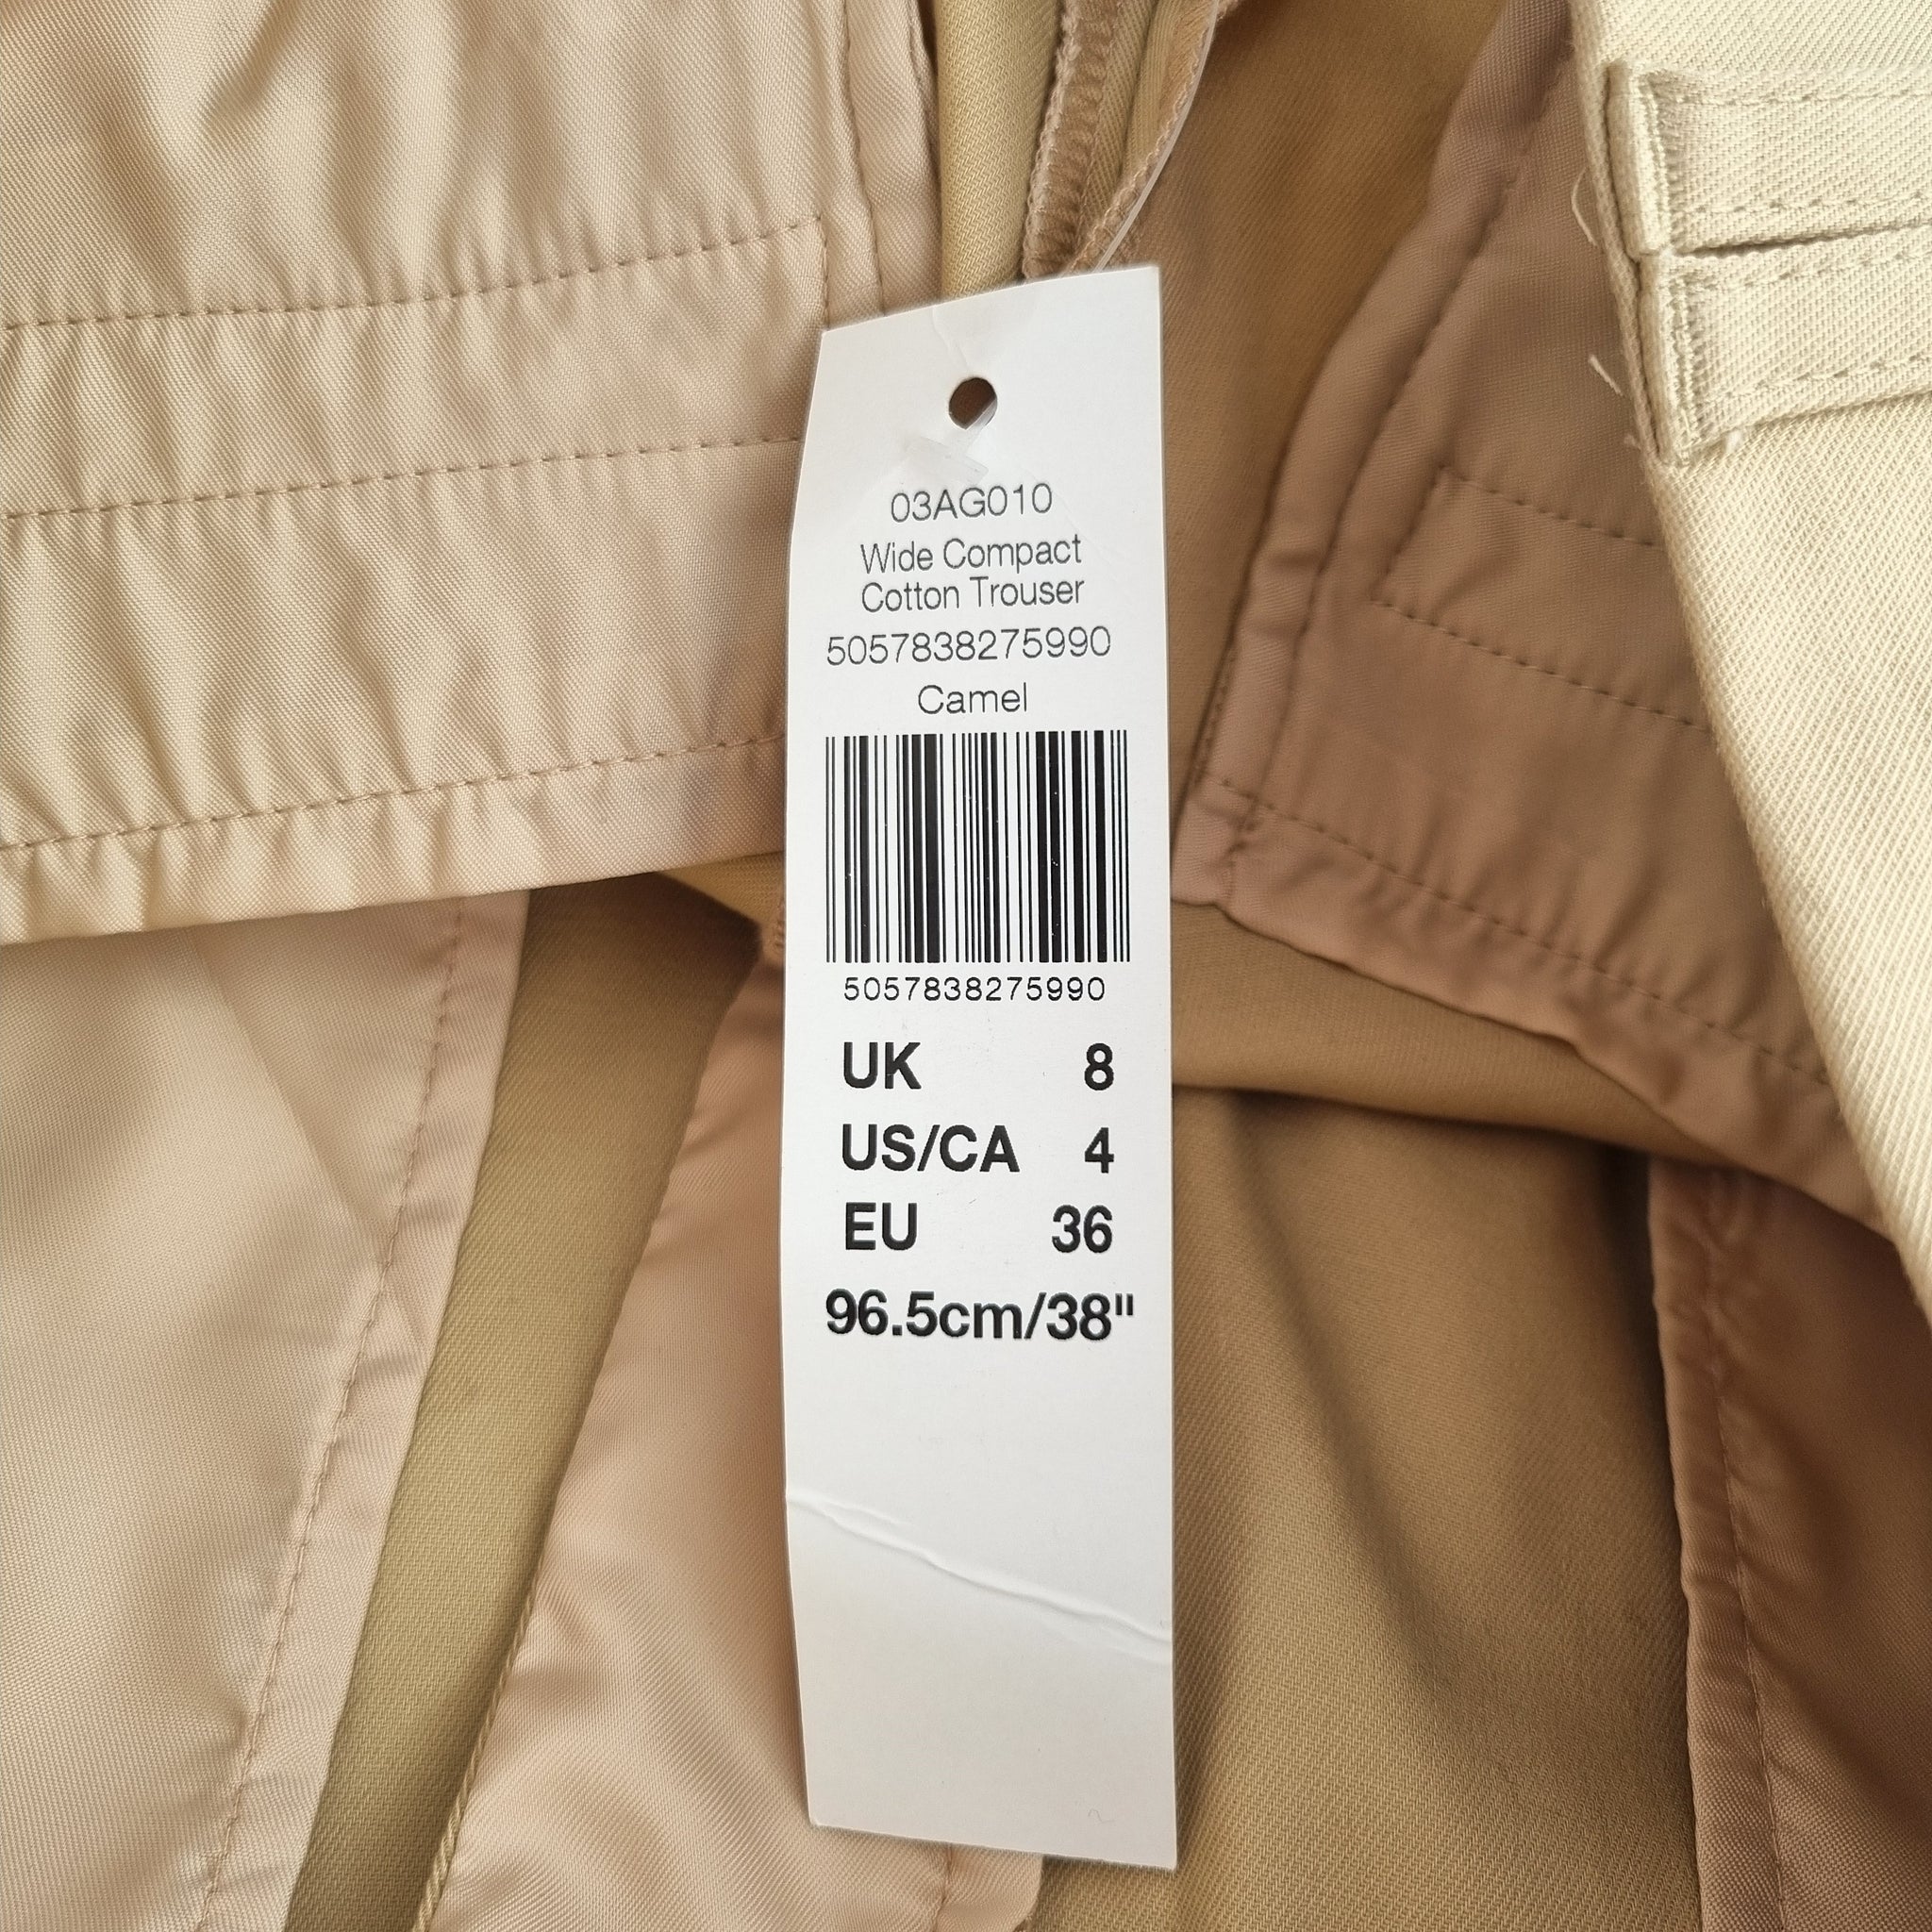 03AG010
Wide Compact
Cotton Trouser
5057838275990
Camel
5057838275990
UK 8
US/CA 4
EU 36
96.5cm/38"